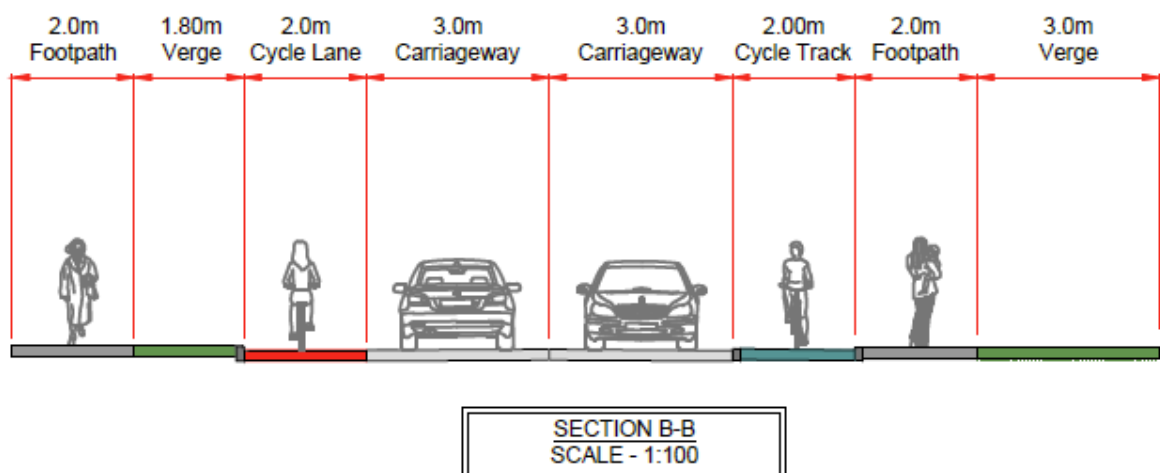 2.0m
Footpath
1.80m
Verge
2.0m
Cycle Lane
3.0m
Carriageway
3.0m
Carriageway
2.00m
Cycle Track
2.0m
Footpath
3.0m
Verge
SECTION B-B
SCALE - 1:100